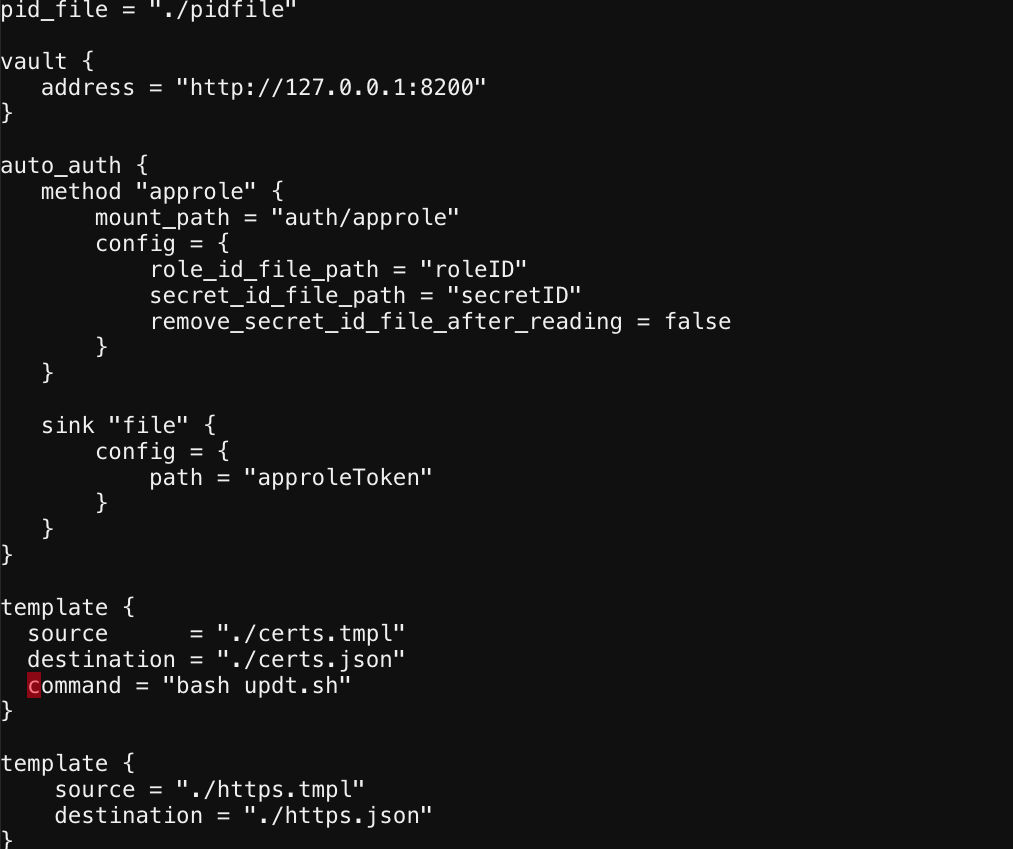 pid_file = "./pidfile"

vault {
   address = "http://127.0.0.1:8200"
}

auto_auth {
   method "approle" {
       mount_path = "auth/approle"
       config = {
           role_id_file_path = "roleID"
           secret_id_file_path = "secretID"
           remove_secret_id_file_after_reading = false
       }
   }

   sink "file" {
       config = {
           path = "approleToken"
       }
   }
}

template {
  source      = "./certs.tmpl"
  destination = "./certs.json"
  command = "bash updt.sh"
}

template {
    source = "./https.tmpl"
    destination = "./https.json"
}